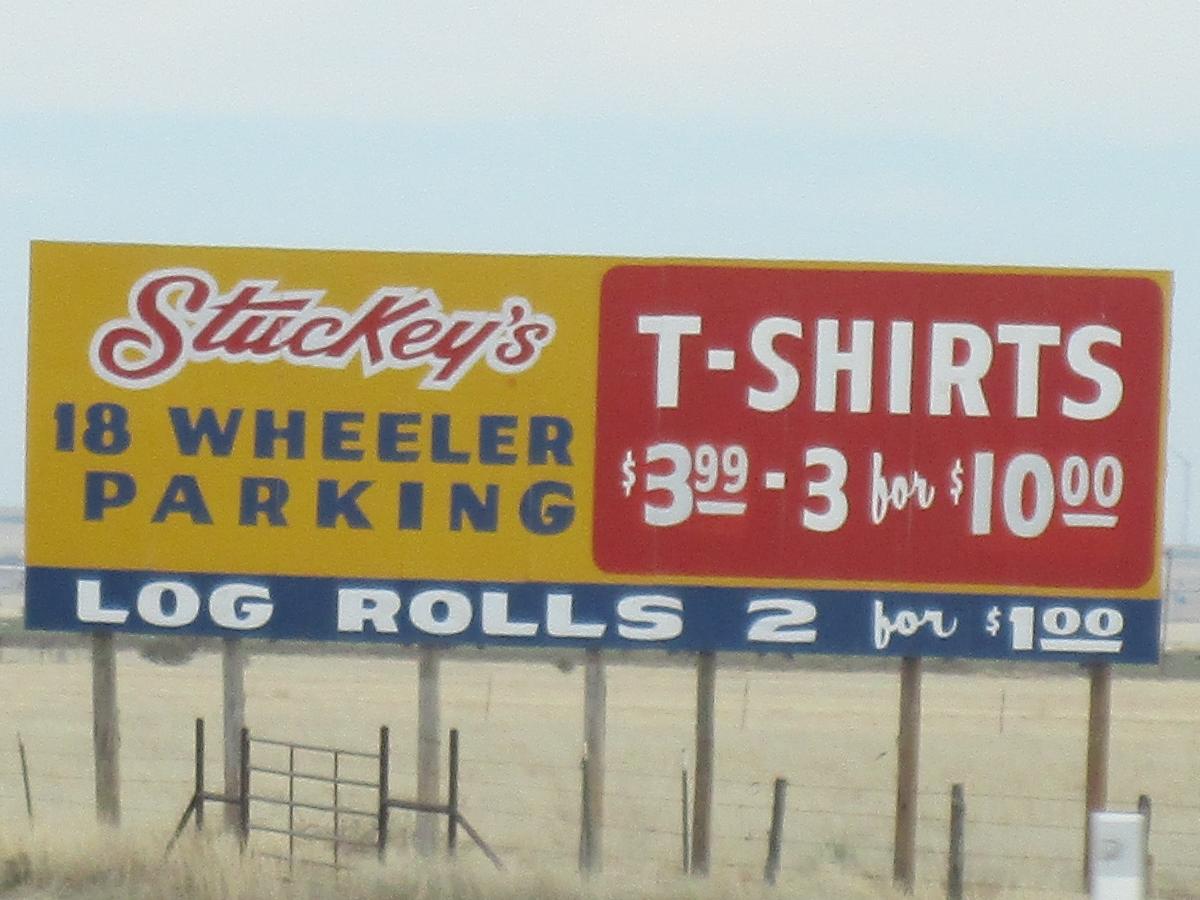 Stuckey's
18 WHEELER
PARKING
T-SHIRTS
$3.99 - 3 for $10.00
LOG ROLLS 2 for $1.00